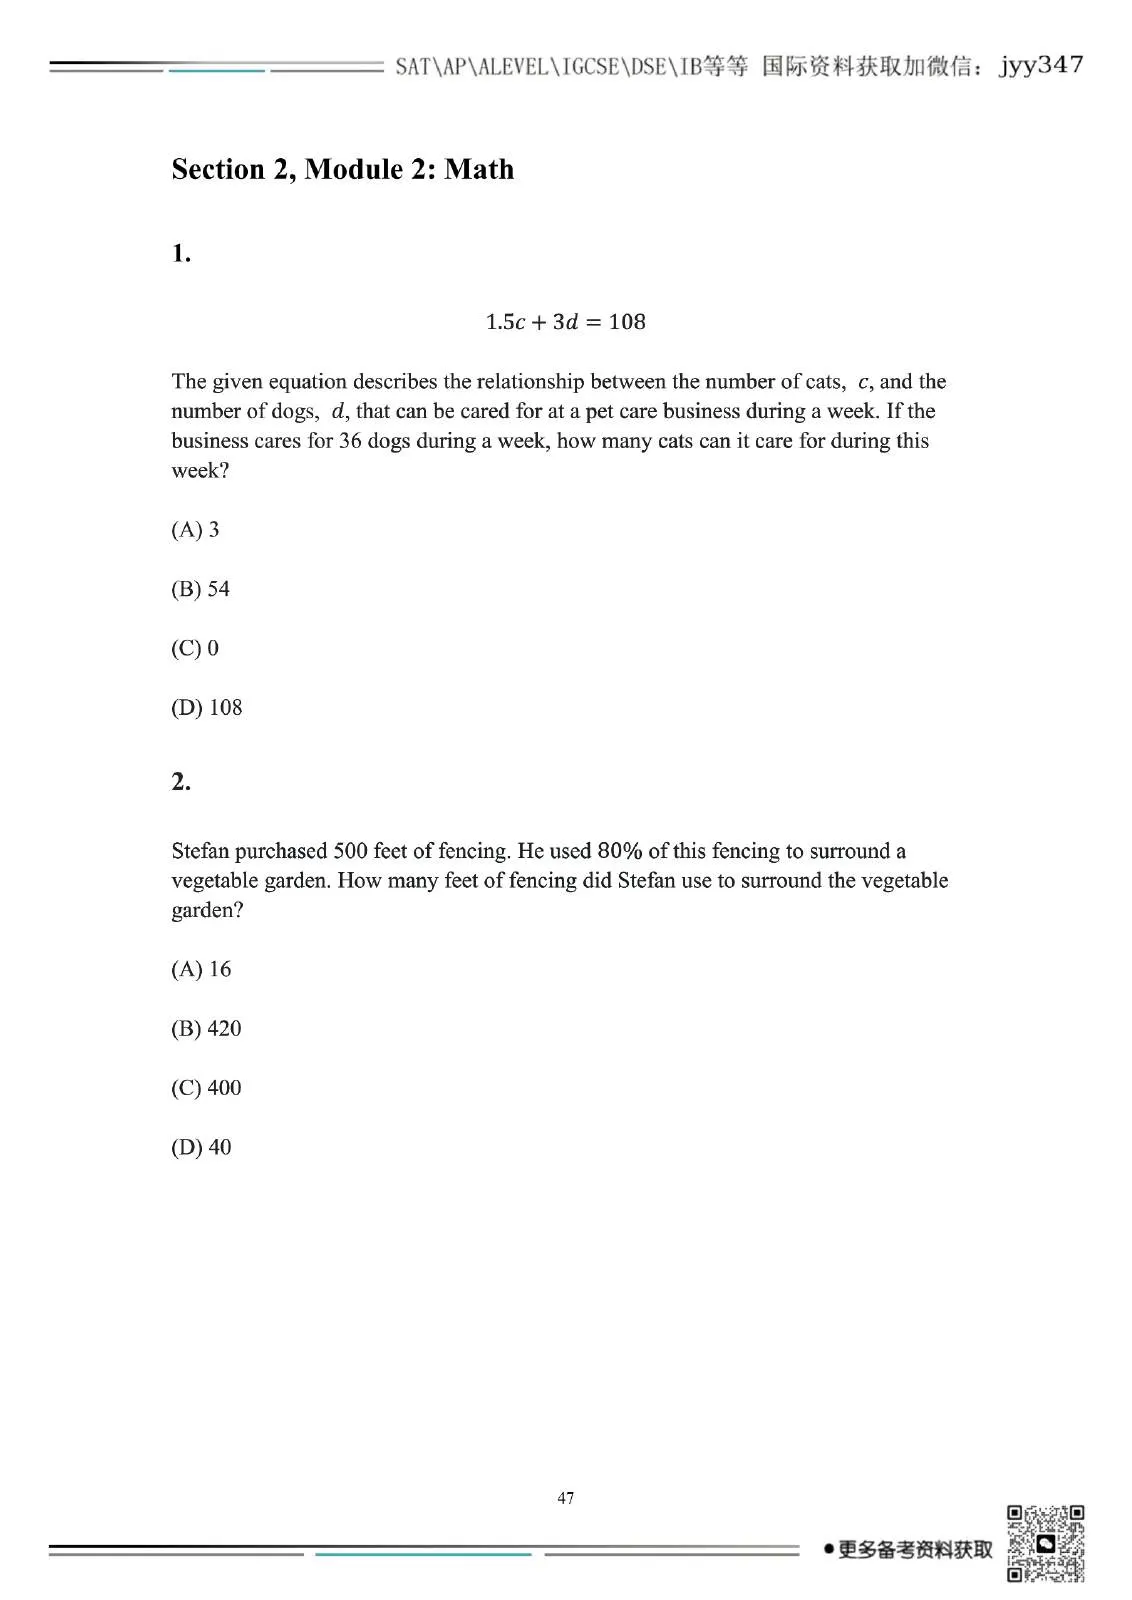 SAT\AP\ALEVEL\IGCSE\DSE\IB等等 国际资料获取加微信： jyy347
Section 2, Module 2: Math
1.
1.5c + 3d = 108
The given equation describes the relationship between the number of cats, c, and the
number of dogs, d, that can be cared for at a pet care business during a week. If the
business cares for 36 dogs during a week, how many cats can it care for during this
week?
(A) 3
(B) 54
(C) 0
(D) 108
2.
Stefan purchased 500 feet of fencing. He used 80% of this fencing to surround a
vegetable garden. How many feet of fencing did Stefan use to surround the vegetable
garden?
(A) 16
(B) 420
(C) 400
(D) 40
47
●更多备考资料获取